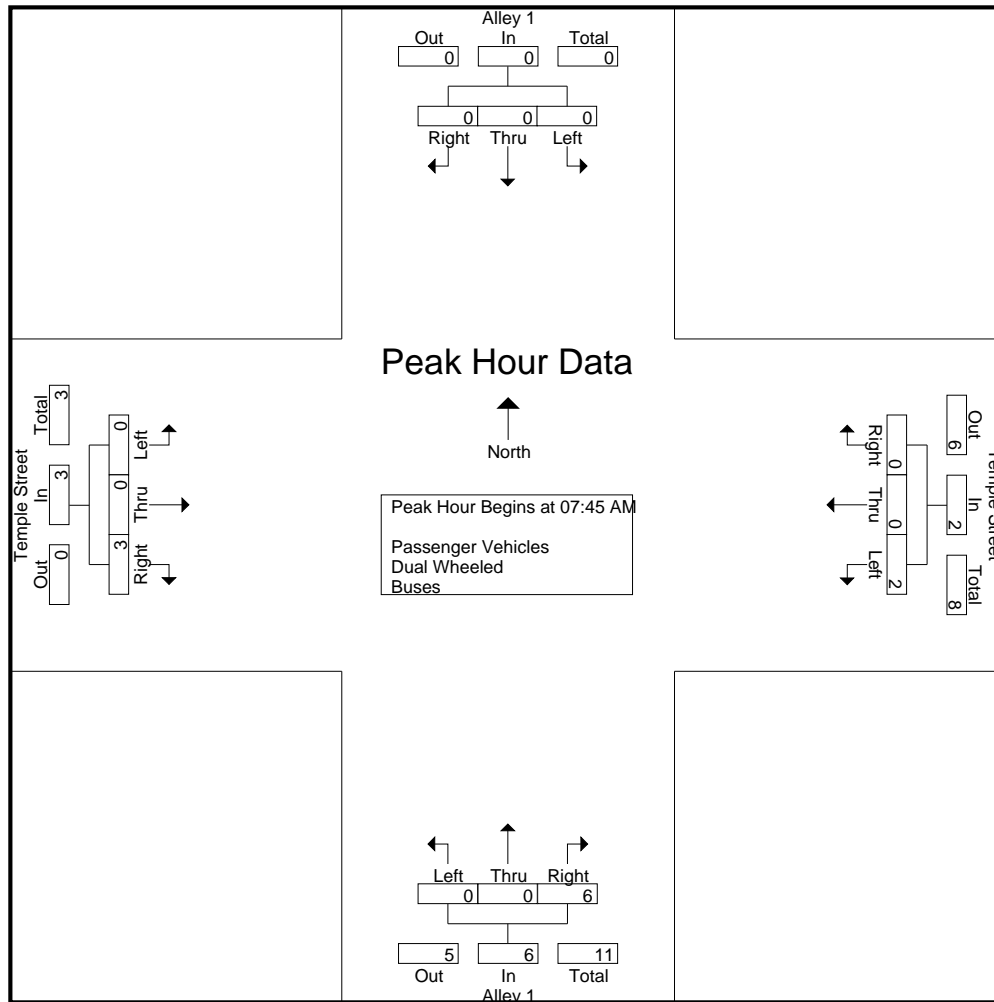 Alley 1
Out In Total
0 0 0
0 0 0
Right Thru Left
Peak Hour Data
North
Peak Hour Begins at 07:45 AM
Passenger Vehicles
Dual Wheeled
Buses
Temple Street
Total In Out
3 3 0
0 0 3
Left Thru Right
Right Thru Left
0 0 2
Out In Total
6 2 8
Temple Street
Left Thru Right
0 0 6
5 6 11
Out In Total
Alley 1